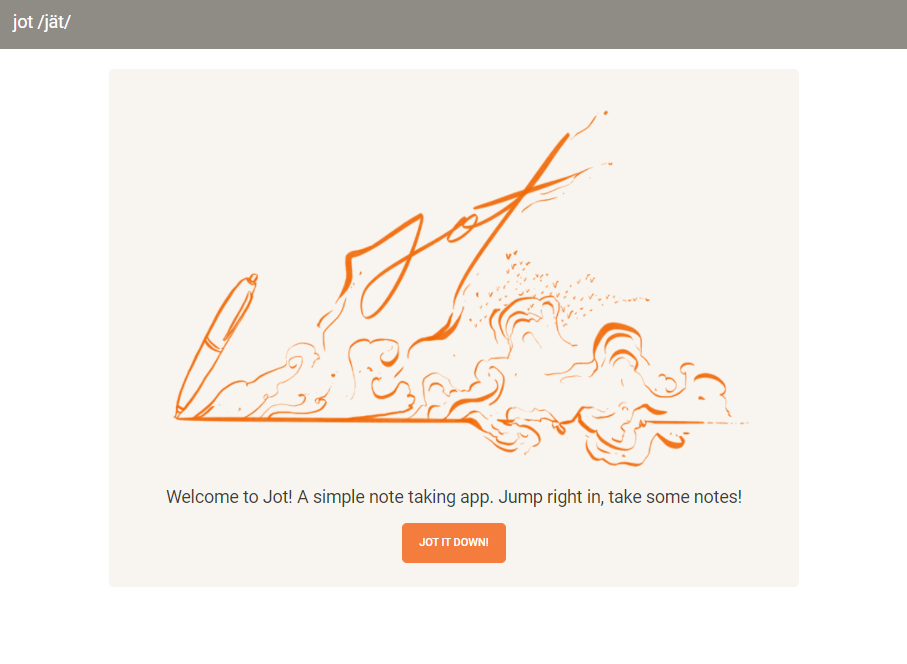 jot /jät/
Jot
Welcome to Jot! A simple note taking app. Jump right in, take some notes!
JOT IT DOWN!